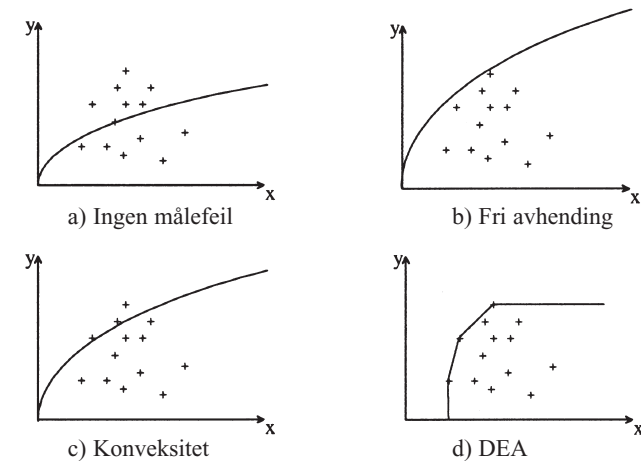 y
x
a) Ingen målefeil
y
x
b) Fri avhending
y
x
c) Konveksitet
y
x
d) DEA